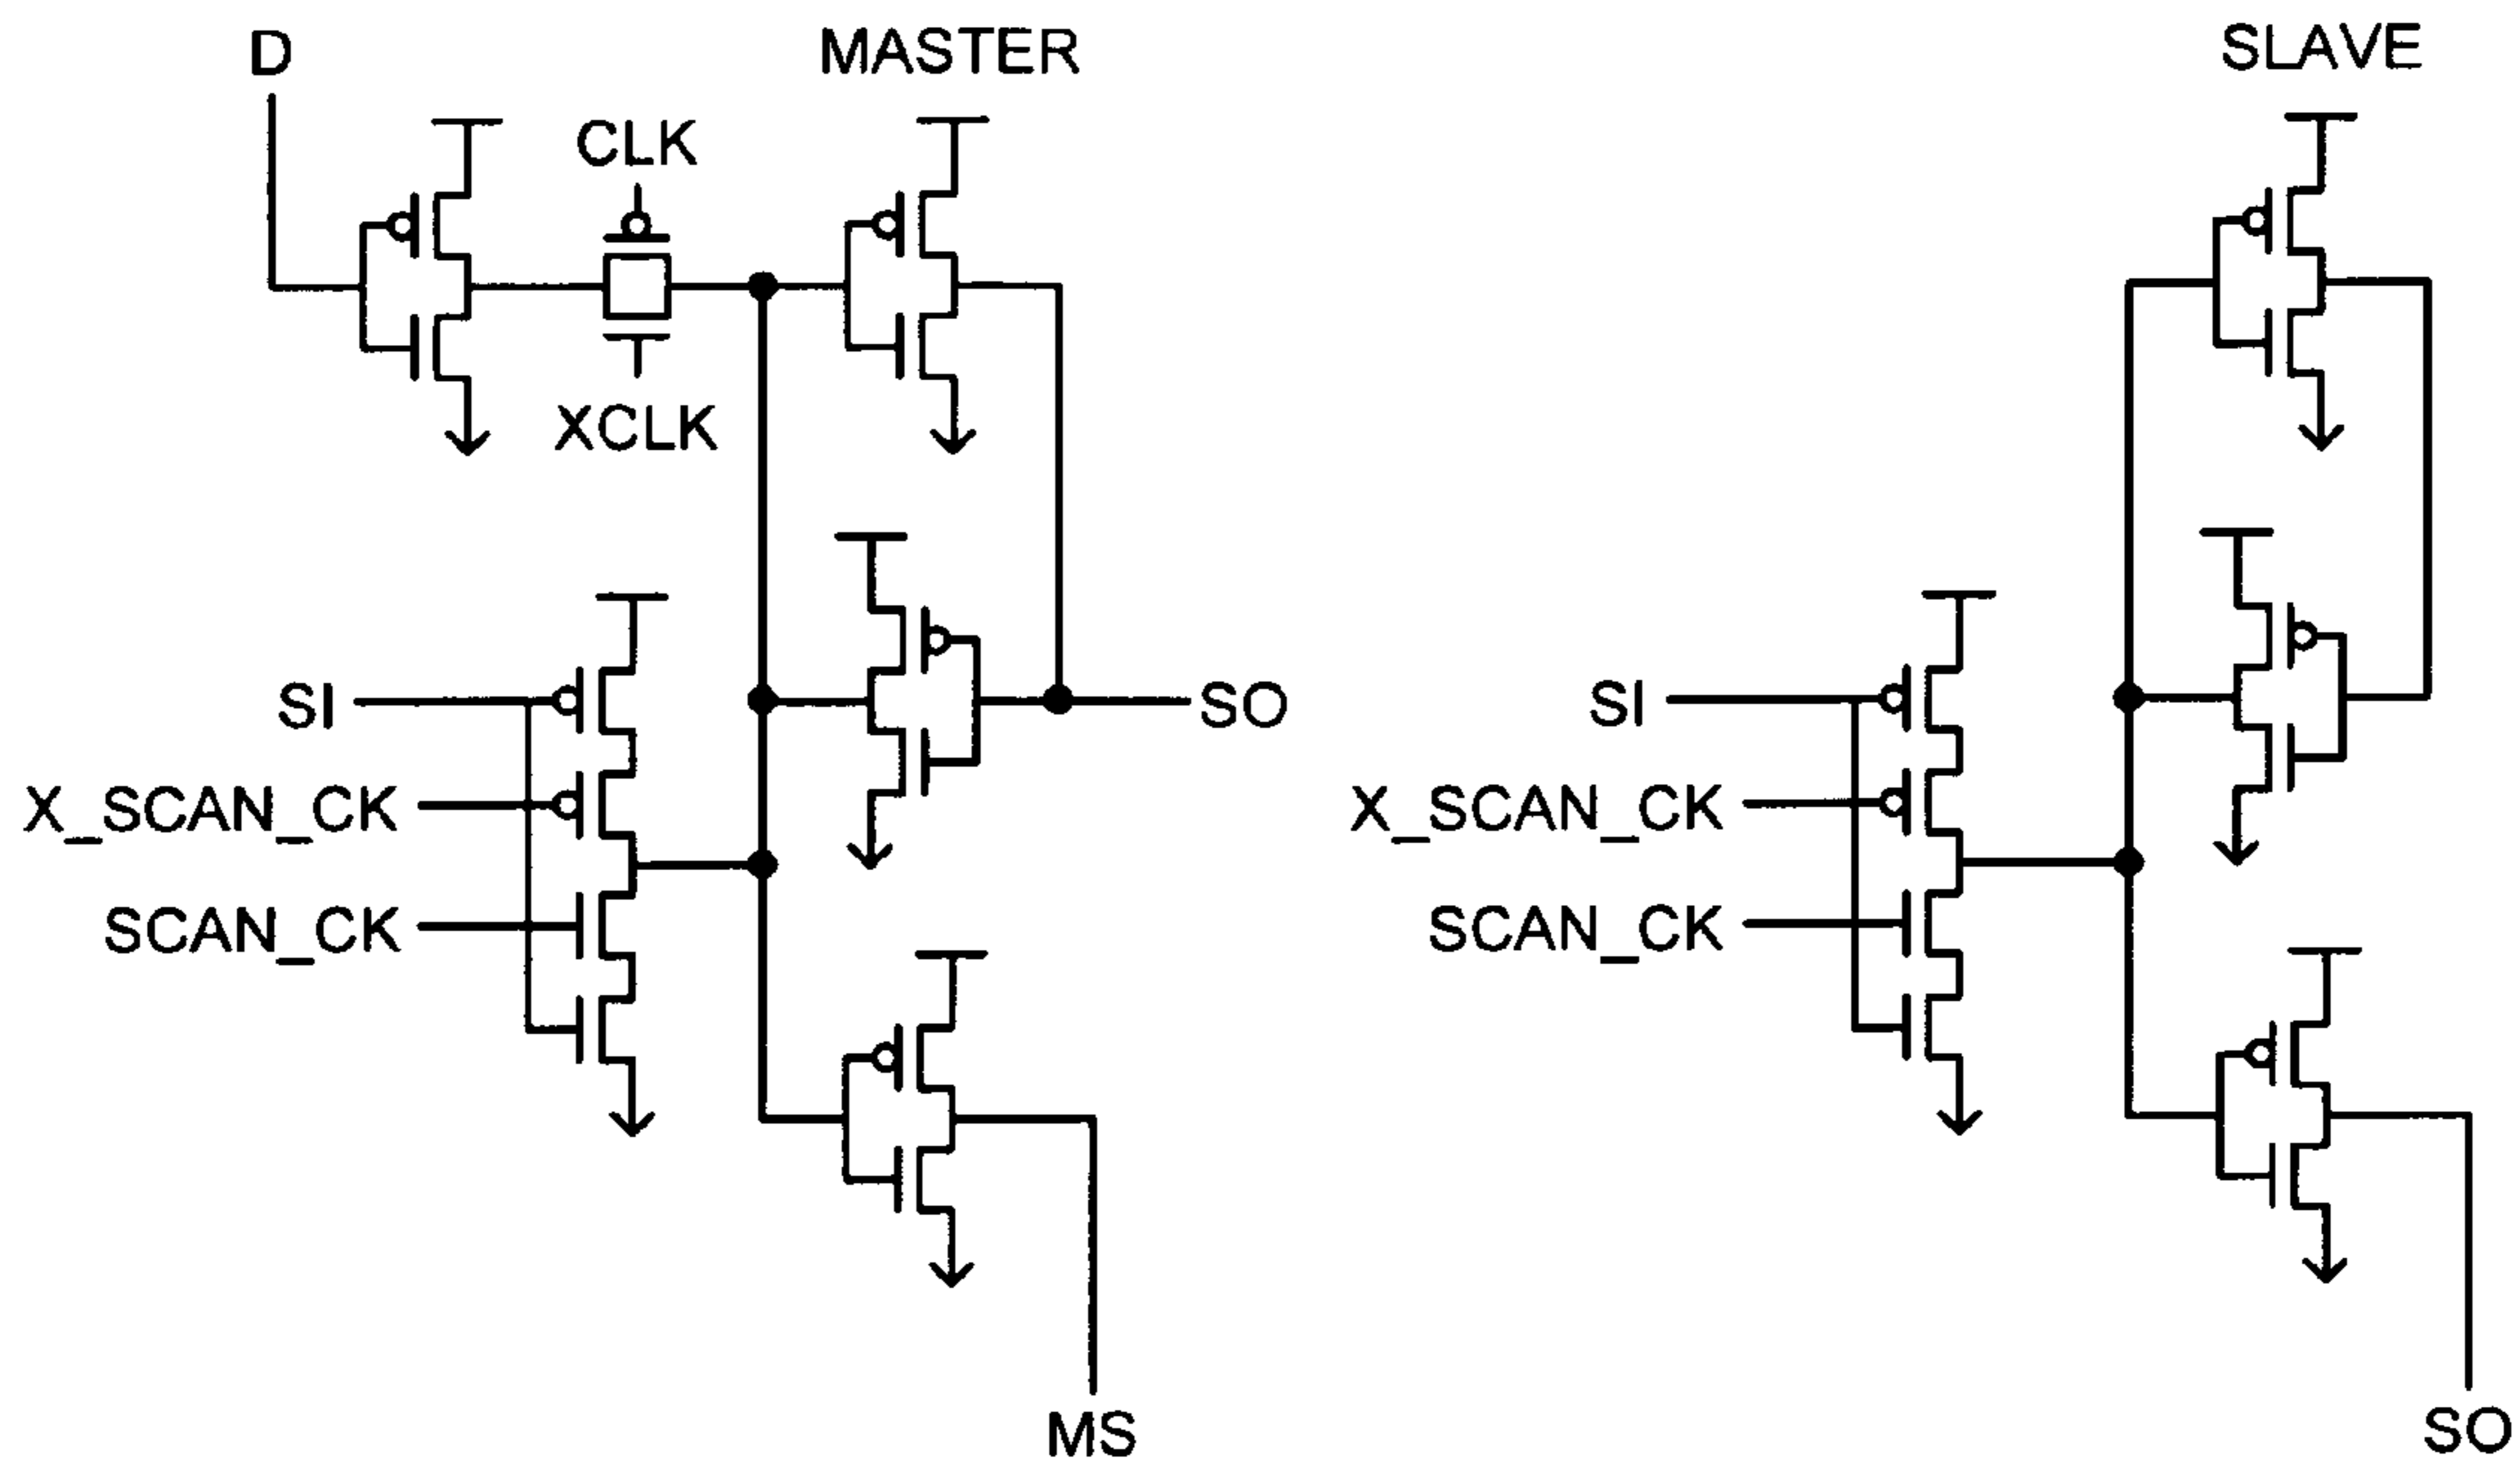 D
MASTER
SLAVE
CLK
XCLK
SI
SO
SI
X_SCAN_CK
X_SCAN_CK
SCAN_CK
SCAN_CK
MS
SO